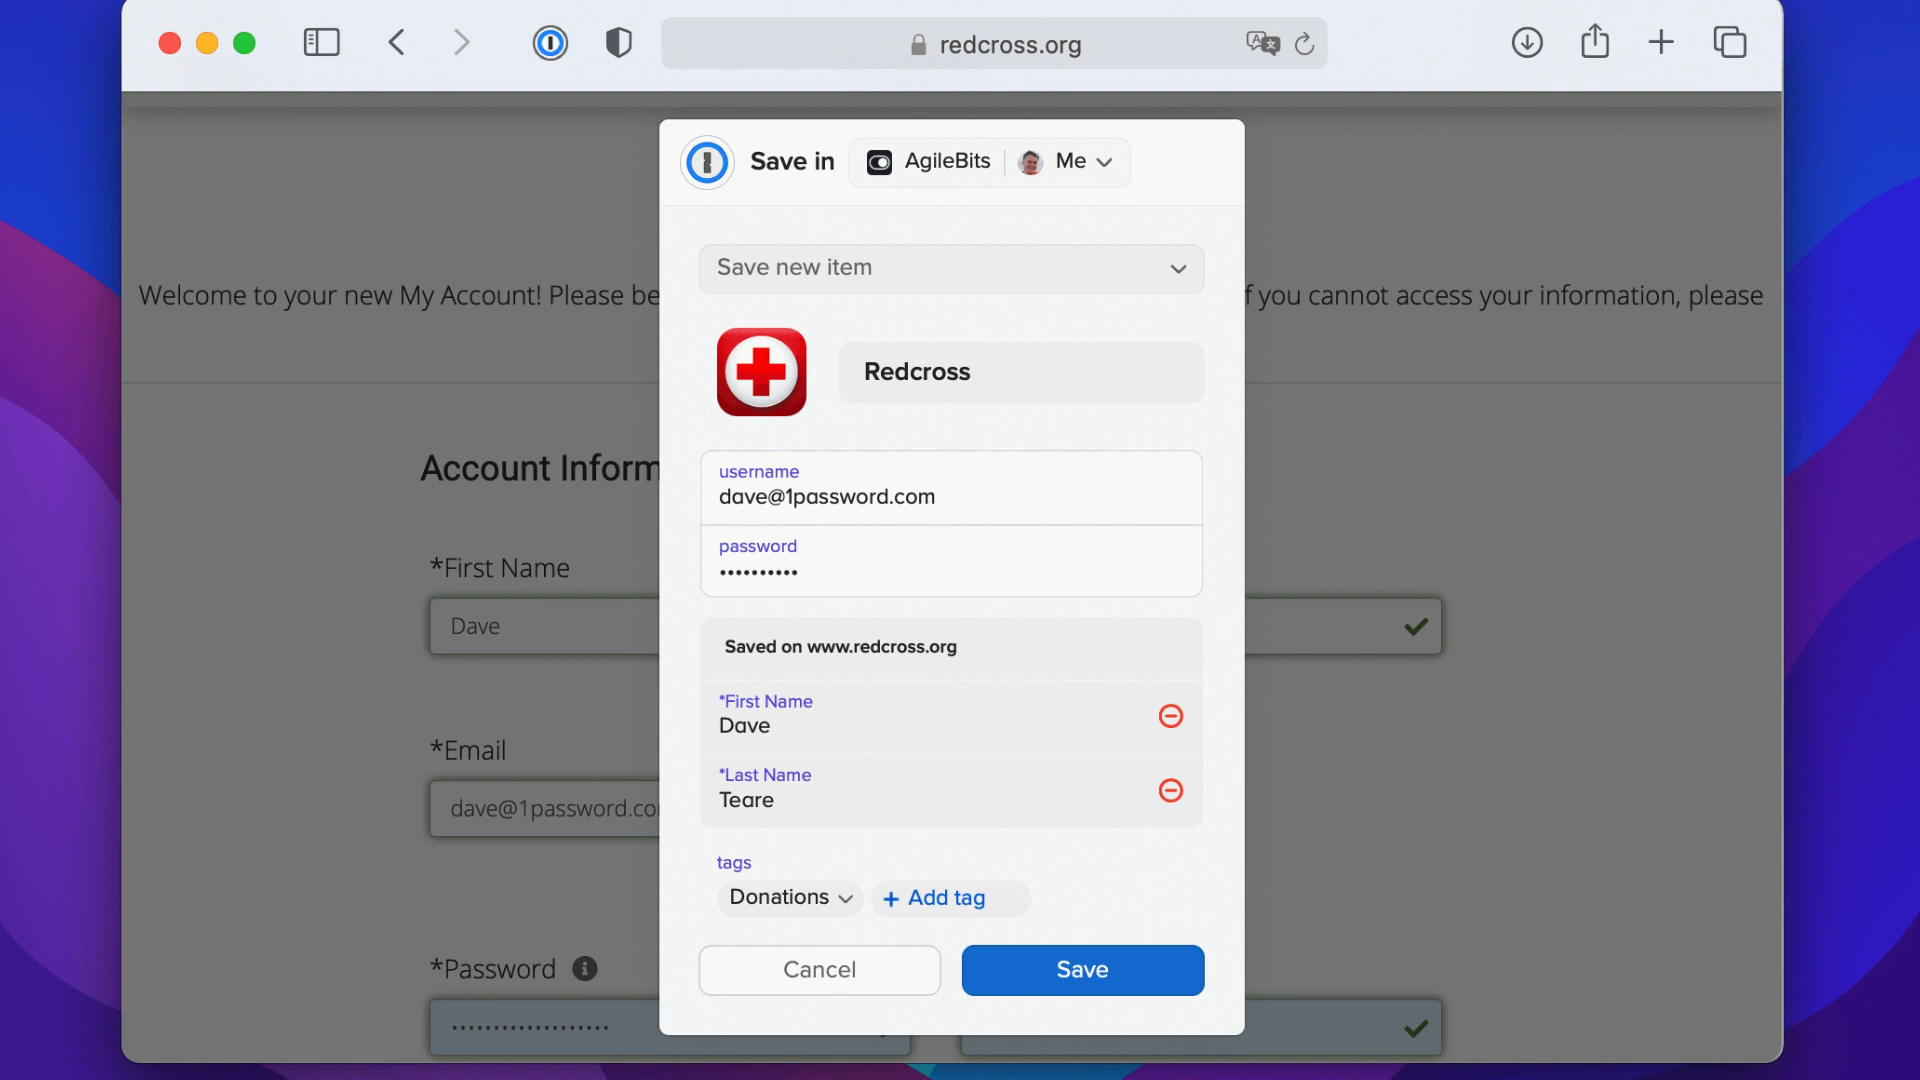 redcross.org
Save in AgileBits Me
Save new item
Welcome to your new My Account! Please be
f you cannot access your information, please
Redcross
Account Inform
username
dave@1password.com
password
••••••••••
*First Name
Dave
Saved on www.redcross.org
*First Name
Dave
*Last Name
Teare
*Email
dave@1password.co
tags
Donations + Add tag
*Password
Cancel Save